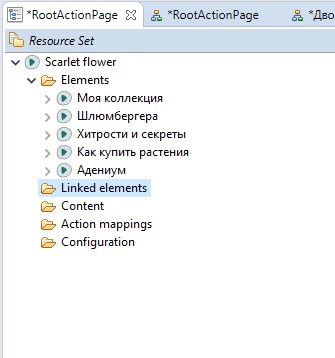 *RootActionPage
*RootActionPage
*Дво
Resource Set
Scarlet flower
Elements
Моя коллекция
Шлюмбергера
Хитрости и секреты
Как купить растения
Адениум
Linked elements
Content
Action mappings
Configuration